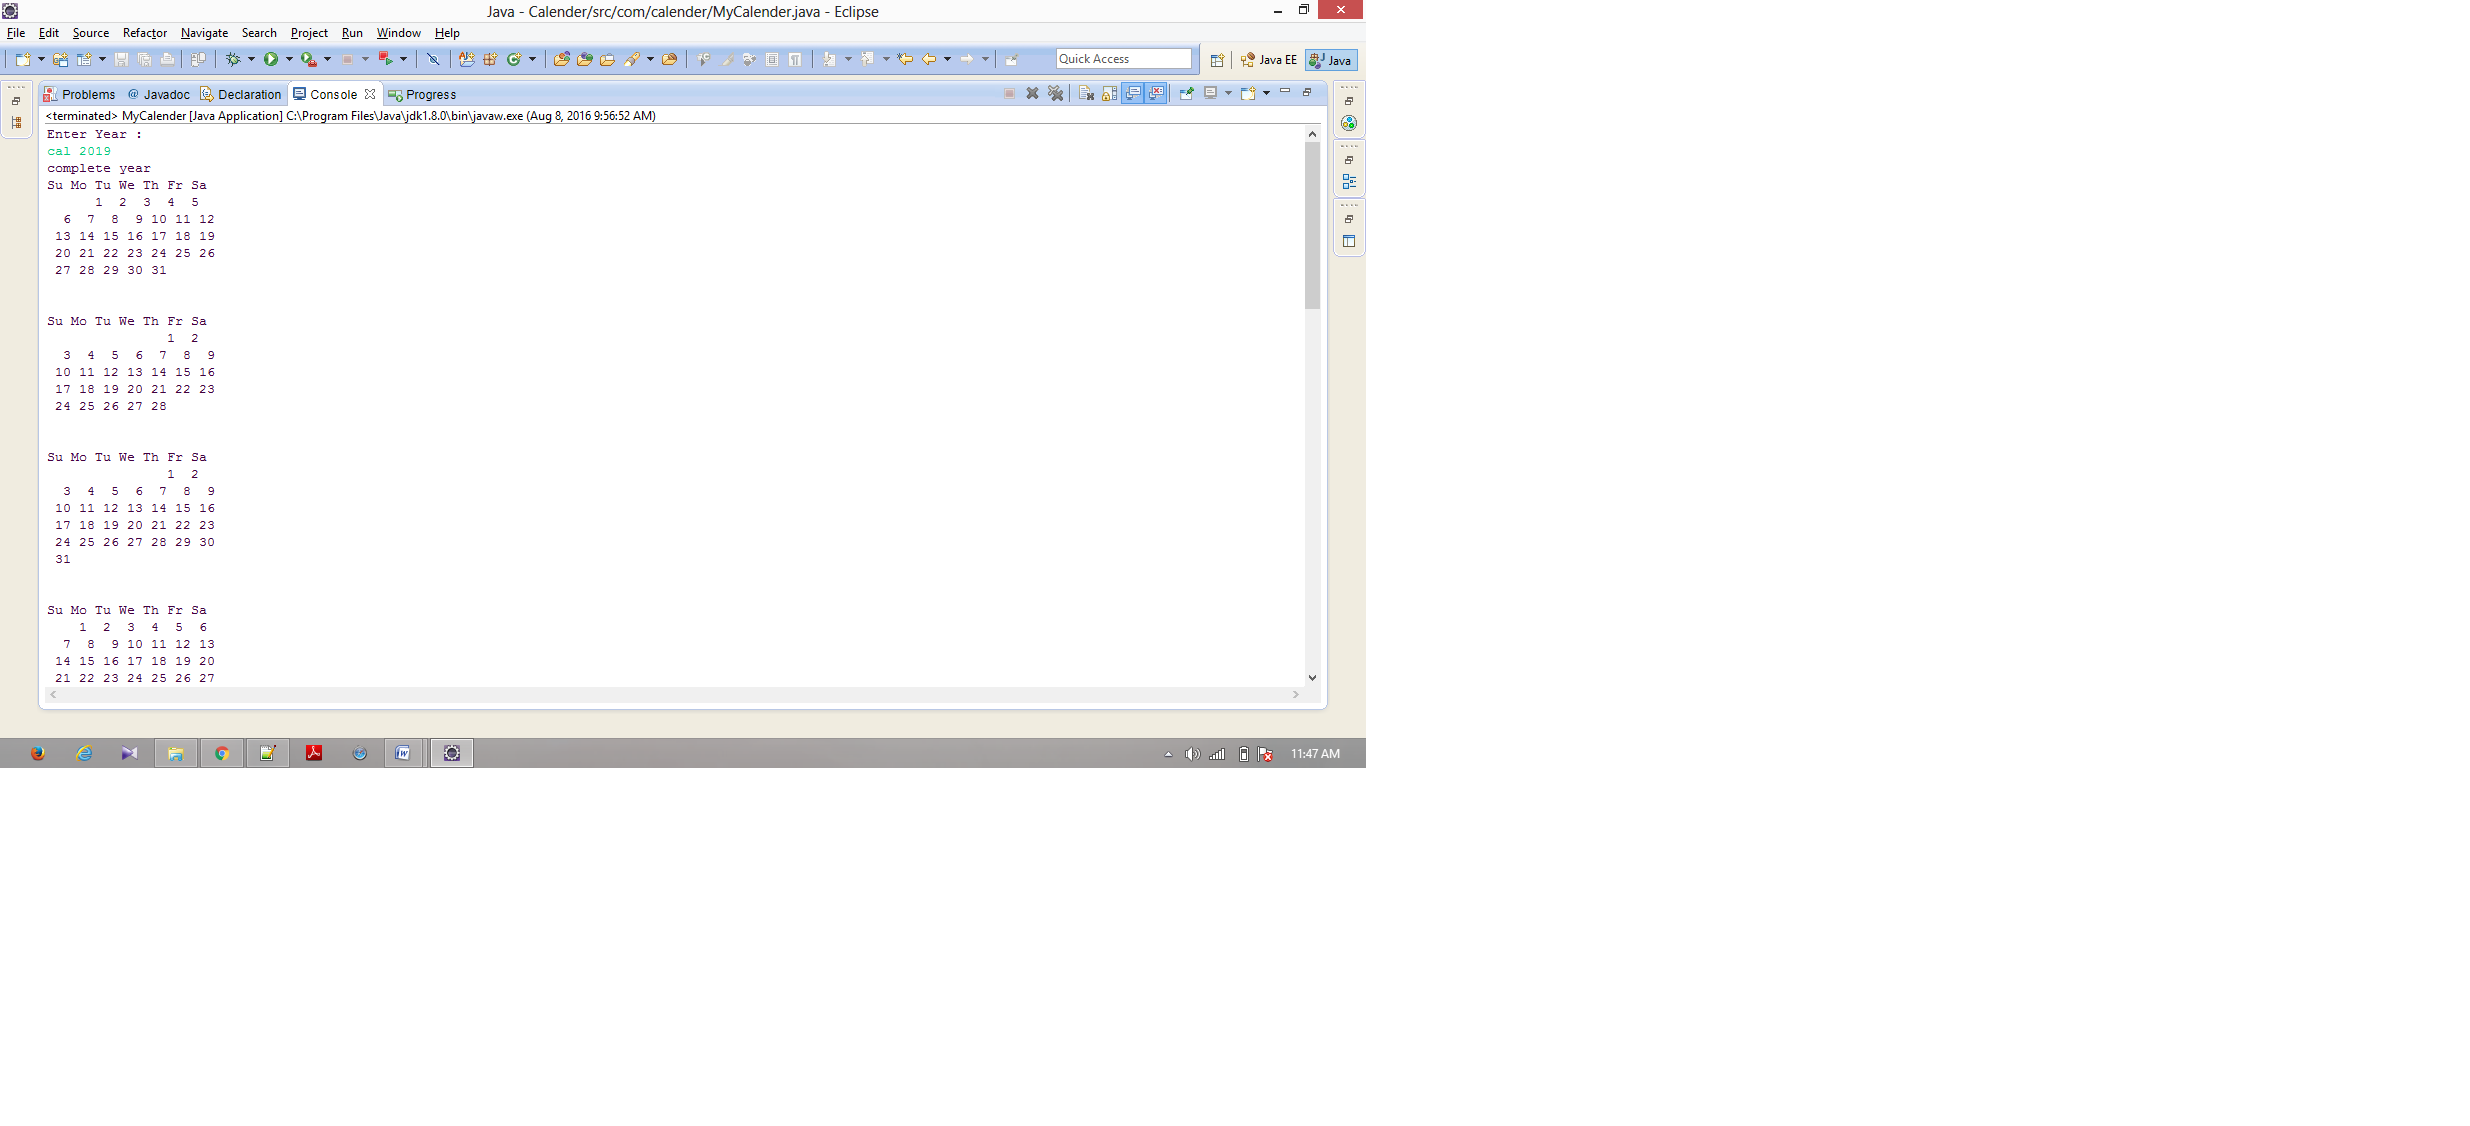 Java - Calender/src/com/calender/MyCalender.java - Eclipse
File Edit Source Refactor Navigate Search Project Run Window Help
Quick Access Java EE Java
Problems @ Javadoc Declaration Console Progress
<terminated> MyCalender [Java Application] C:\Program Files\Java\jdk1.8.0\bin\javaw.exe (Aug 8, 2016 9:56:52 AM)
Enter Year :
cal 2019
complete year
Su Mo Tu We Th Fr Sa
      1  2  3  4  5
  6  7  8  9 10 11 12
 13 14 15 16 17 18 19
 20 21 22 23 24 25 26
 27 28 29 30 31
Su Mo Tu We Th Fr Sa
               1  2
  3  4  5  6  7  8  9
 10 11 12 13 14 15 16
 17 18 19 20 21 22 23
 24 25 26 27 28
Su Mo Tu We Th Fr Sa
               1  2
  3  4  5  6  7  8  9
 10 11 12 13 14 15 16
 17 18 19 20 21 22 23
 24 25 26 27 28 29 30
 31
Su Mo Tu We Th Fr Sa
    1  2  3  4  5  6
  7  8  9 10 11 12 13
 14 15 16 17 18 19 20
 21 22 23 24 25 26 27
11:47 AM